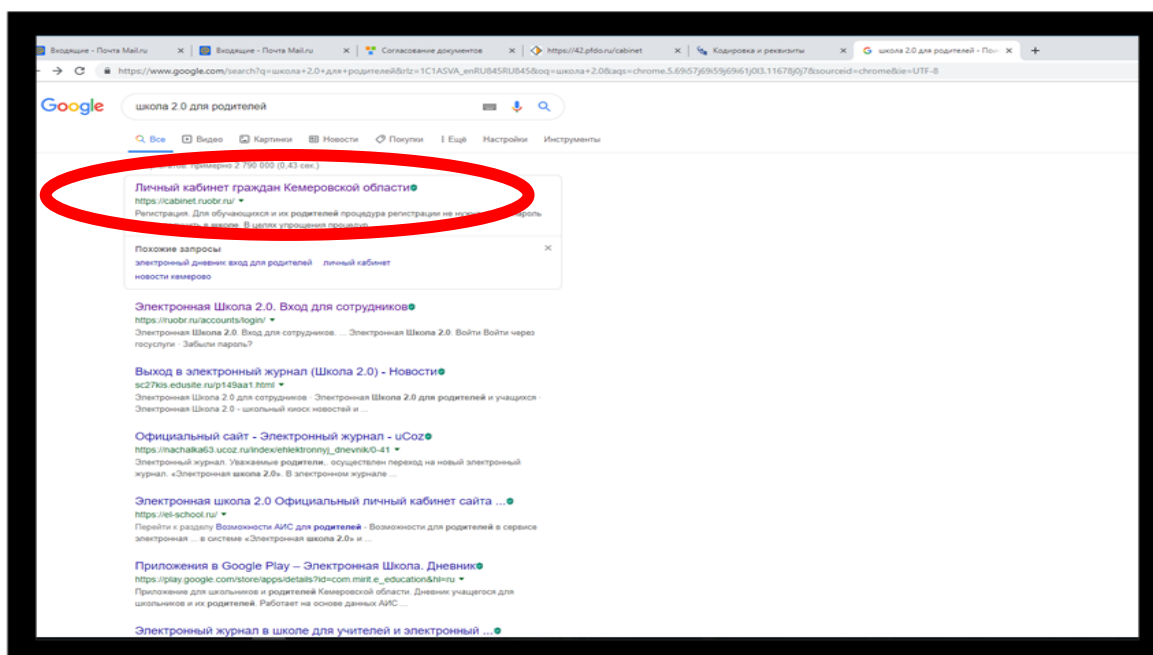 Входящие - Почта Mail.ru
Входящие - Почта Mail.ru
Согласование документов
https://42.pfdo.ru/cabinet
Кодировка и реквизиты
школа 2.0 для родителей - Пои
https://www.google.com/search?q=школа+2.0+для+родителей&rlz=1C1ASVA_enRU845RU845&oq=школа+2.0&aqs=chrome.5.69i57j69i59j69i61j0l3.11678j0j7&sourceid=chrome&ie=UTF-8
Google
школа 2.0 для родителей
Все Видео Картинки Новости Покупки Ещё Настройки Инструменты
примерно 2 790 000 (0,43 сек.)
Личный кабинет граждан Кемеровской области
https://cabinet.ruobr.ru/
Регистрация. Для обучающихся и их родителей процедура регистрации не
в школе. В целях упрощения
Похожие запросы
электронный дневник вход для родителей личный кабинет
новости кемерово
Электронная Школа 2.0. Вход для сотрудников
https://ruobr.ru/accounts/login/
Электронная Школа 2.0. Вход для сотрудников. ... Электронная Школа 2.0. Войти Войти через
госуслуги · Забыли пароль?
Выход в электронный журнал (Школа 2.0) - Новости
sc27kis.edusite.ru/p149aa1.html
Электронная Школа 2.0 для сотрудников · Электронная Школа 2.0 для родителей и учащихся ·
Электронная Школа 2.0 - школьный киоск новостей и ...
Официальный сайт - Электронный журнал - uCoz
https://nachalka63.ucoz.ru/index/ehlektronnyj_dnevnik/0-41
Электронный журнал. Уважаемые родители,. осуществлен переход на новый электронный
журнал. «Электронная школа 2.0». В электронном журнале ...
Электронная школа 2.0 Официальный личный кабинет сайта ...
https://el-school.ru/
Перейти к разделу Возможности АИС для родителей - Возможности для родителей в сервисе
электронная ... в системе «Электронная школа 2.0» и ...
Приложения в Google Play – Электронная Школа. Дневник
https://play.google.com/store/apps/details?id=com.mirit.e_education&hl=ru
Приложение для школьников и родителей Кемеровской области. Дневник учащегося для
школьников и их родителей. Работает на основе данных АИС ...
Электронный журнал в школе для учителей и электронный ...